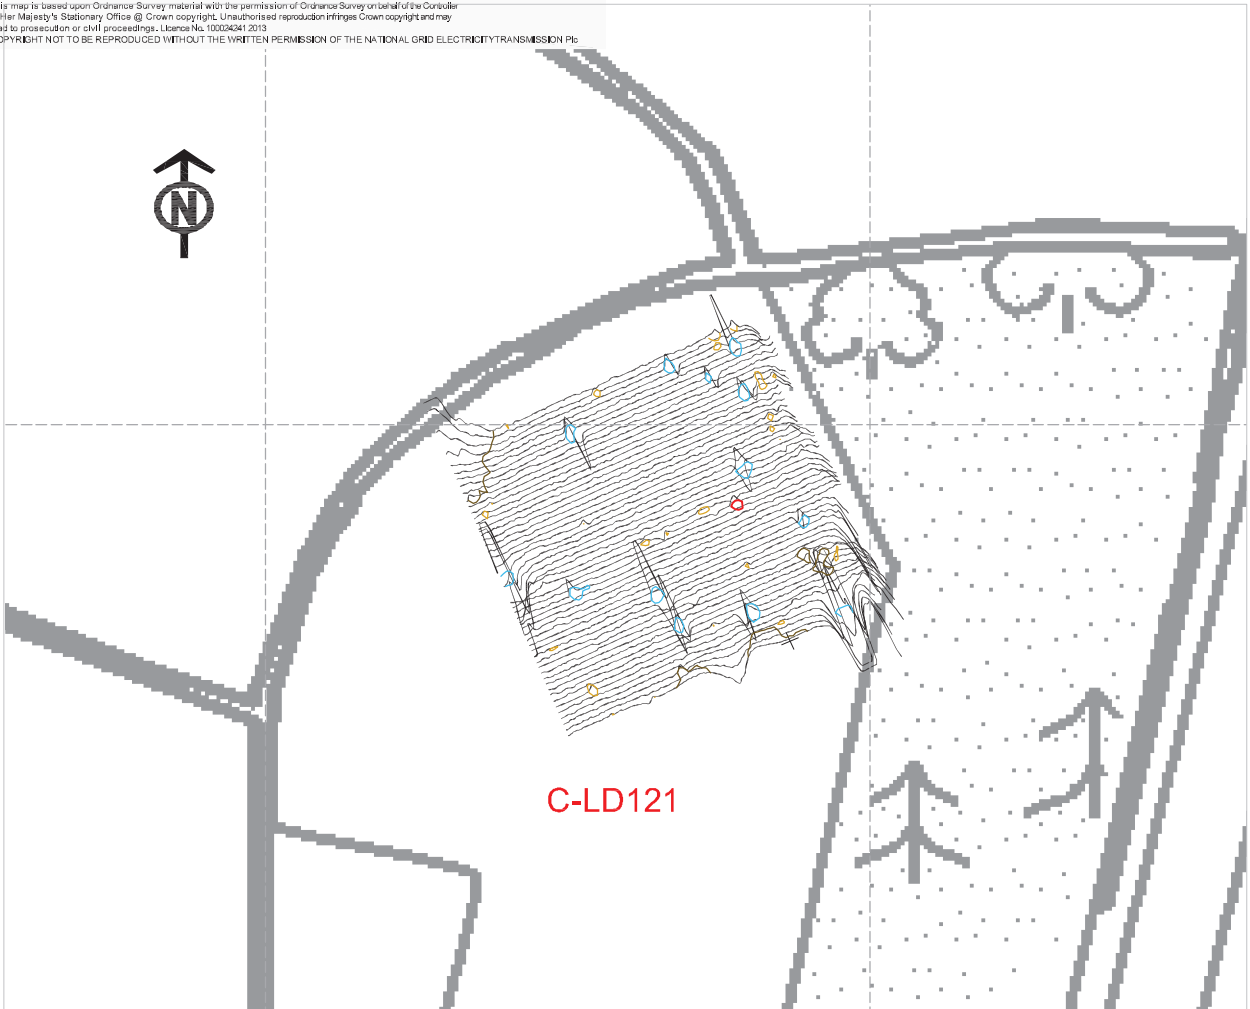 is map is based upon Ordnance Survey material with the permission of Ordnance Survey on behalf of the Controller
Her Majesty's Stationary Office @ Crown copyright. Unauthorised reproduction infringes Crown copyright and may
ad to prosecution or civil proceedings. Licence No. 100024241 2013
OPYRIGHT NOT TO BE REPRODUCED WITHOUT THE WRITTEN PERMISSION OF THE NATIONAL GRID ELECTRICITYTRANSMISSION Plc
N
C-LD121